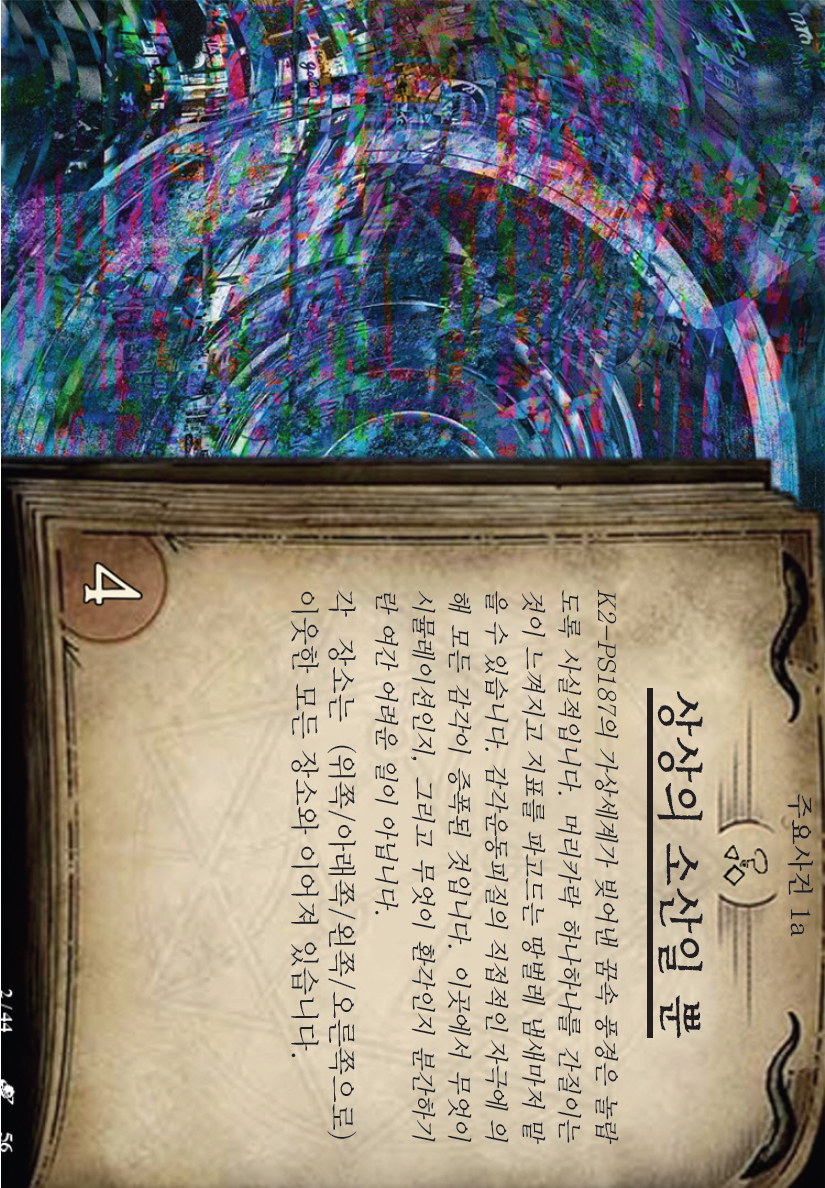 주요사건 1a
상상의 소산일 뿐
K2-PS187의 가상세계가 빚어낸 꿈속 풍경은 놀랍
도록 사실적입니다. 머리카락 하나하나를 간질이는
것이 느껴지고 지표를 파고드는 땅벌레 냄새마저 맡
을 수 있습니다. 감각운동피질의 직접적인 자극에 의
해 모든 감각이 증폭된 것입니다. 이곳에서 무엇이
시뮬레이션인지, 그리고 무엇이 환각인지 분간하기
란 여간 어려운 일이 아닙니다.
각 장소는 (위쪽/아래쪽/왼쪽/오른쪽으로)
이웃한 모든 장소와 이어져 있습니다.
4
2/44
56